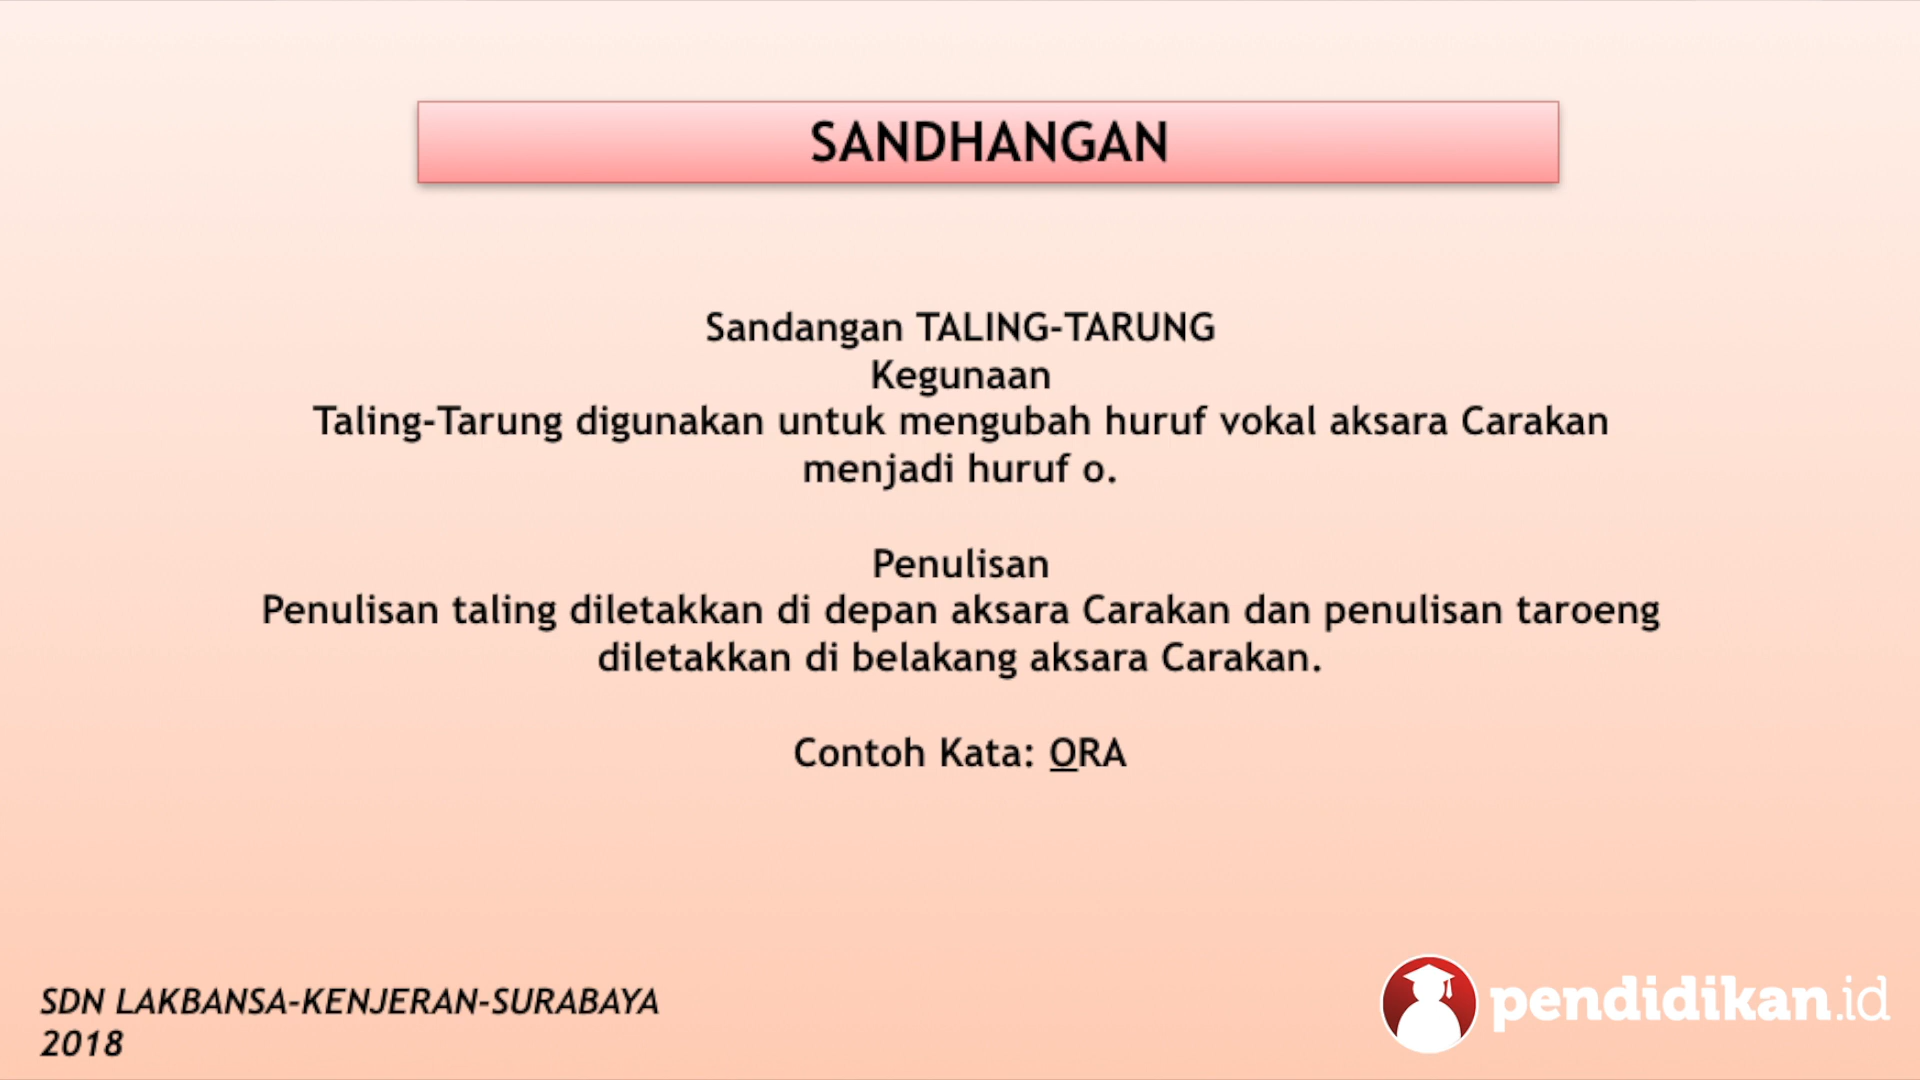 SANDHANGAN
Sandangan TALING-TARUNG
Kegunaan
Taling-Tarung digunakan untuk mengubah huruf vokal aksara Carakan
menjadi huruf o.
Penulisan
Penulisan taling diletakkan di depan aksara Carakan dan penulisan taroeng
diletakkan di belakang aksara Carakan.
Contoh Kata: ORA
SDN LAKBANSA-KENJERAN-SURABAYA
2018
pendidikan.id